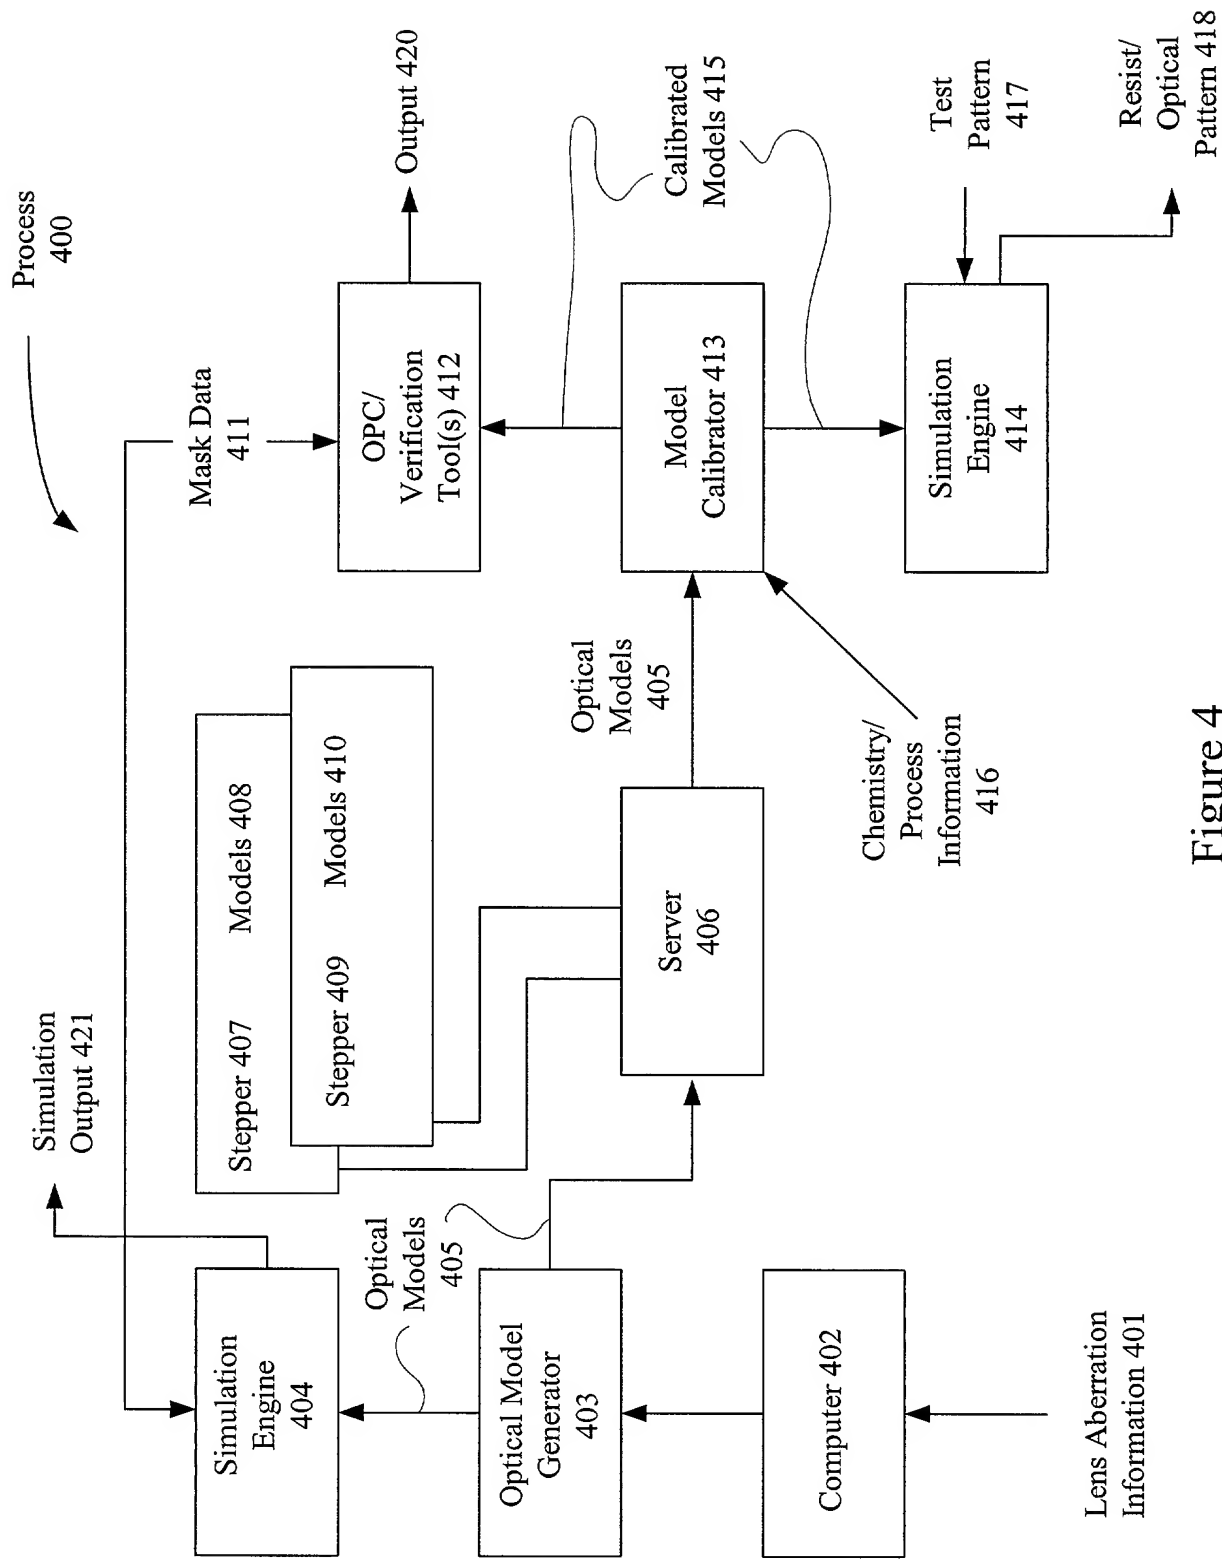 Process
400
Simulation
Output 421
Mask Data
411
Output 420
Stepper 407
Models 408
Stepper 409
Models 410
Simulation
Engine
404
OPC/
Verification
Tool(s) 412
Calibrated
Models 415
Optical
Models
405
Optical Model
Generator
403
Server
406
Optical
Models
405
Model
Calibrator 413
Computer 402
Chemistry/
Process
Information
416
Simulation
Engine
414
Test
Pattern
417
Resist/
Optical
Pattern 418
Lens Aberration
Information 401
Figure 4